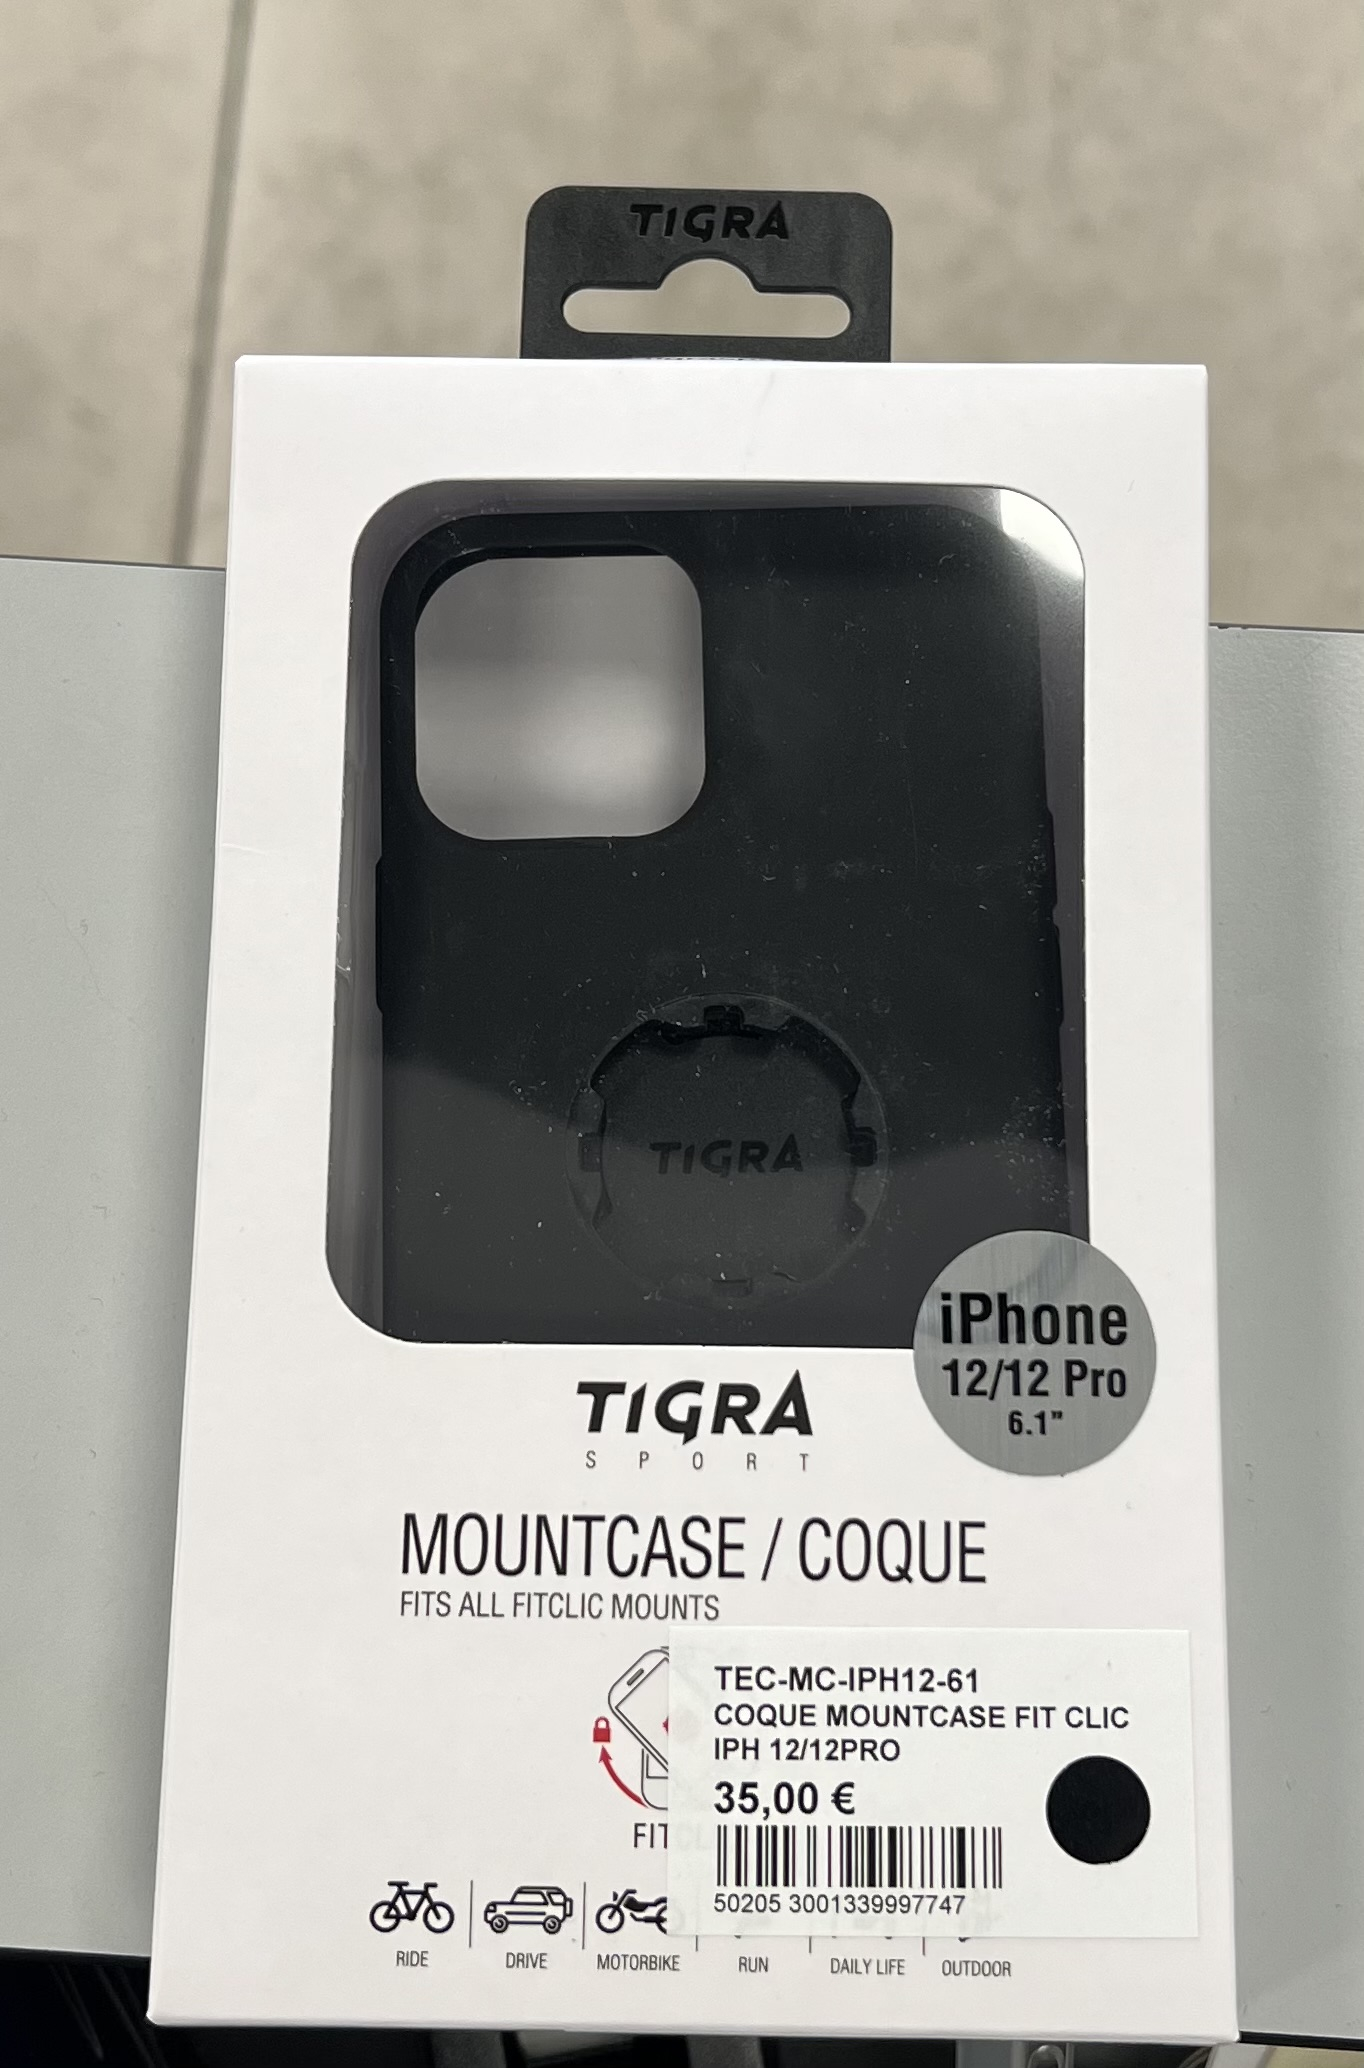 TIGRA
TIGRA
iPhone
12/12 Pro
6.1"
TIGRA
SPORT
MOUNTCASE / COQUE
FITS ALL FITCLIC MOUNTS
TEC-MC-IPH12-61
COQUE MOUNTCASE FIT CLIC
IPH 12/12PRO
35,00 €
50205 3001339997747
FIT
RIDE
DRIVE
MOTORBIKE
RUN
DAILY LIFE
OUTDOOR